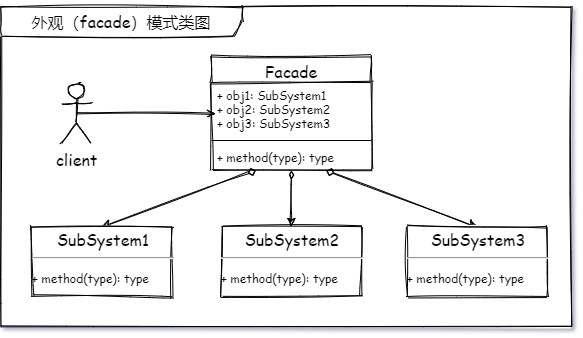 外观（facade）模式类图
Facade
+ obj1: SubSystem1
+ obj2: SubSystem2
+ obj3: SubSystem3
+ method(type): type
client
SubSystem1
+ method(type): type
SubSystem2
+ method(type): type
SubSystem3
+ method(type): type